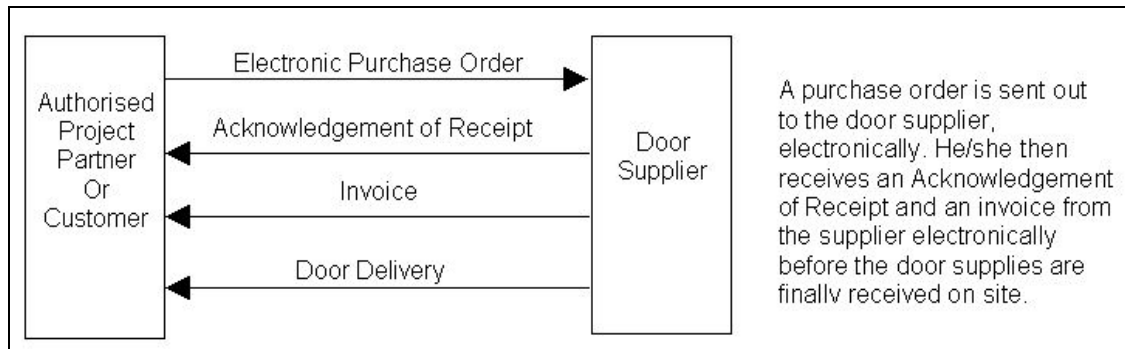 Authorised
Project
Partner
Or
Customer
Electronic Purchase Order
Acknowledgement of Receipt
Invoice
Door Delivery
Door
Supplier
A purchase order is sent out
to the door supplier,
electronically. He/she then
receives an Acknowledgement
of Receipt and an invoice from
the supplier electronically
before the door supplies are
finally received on site.